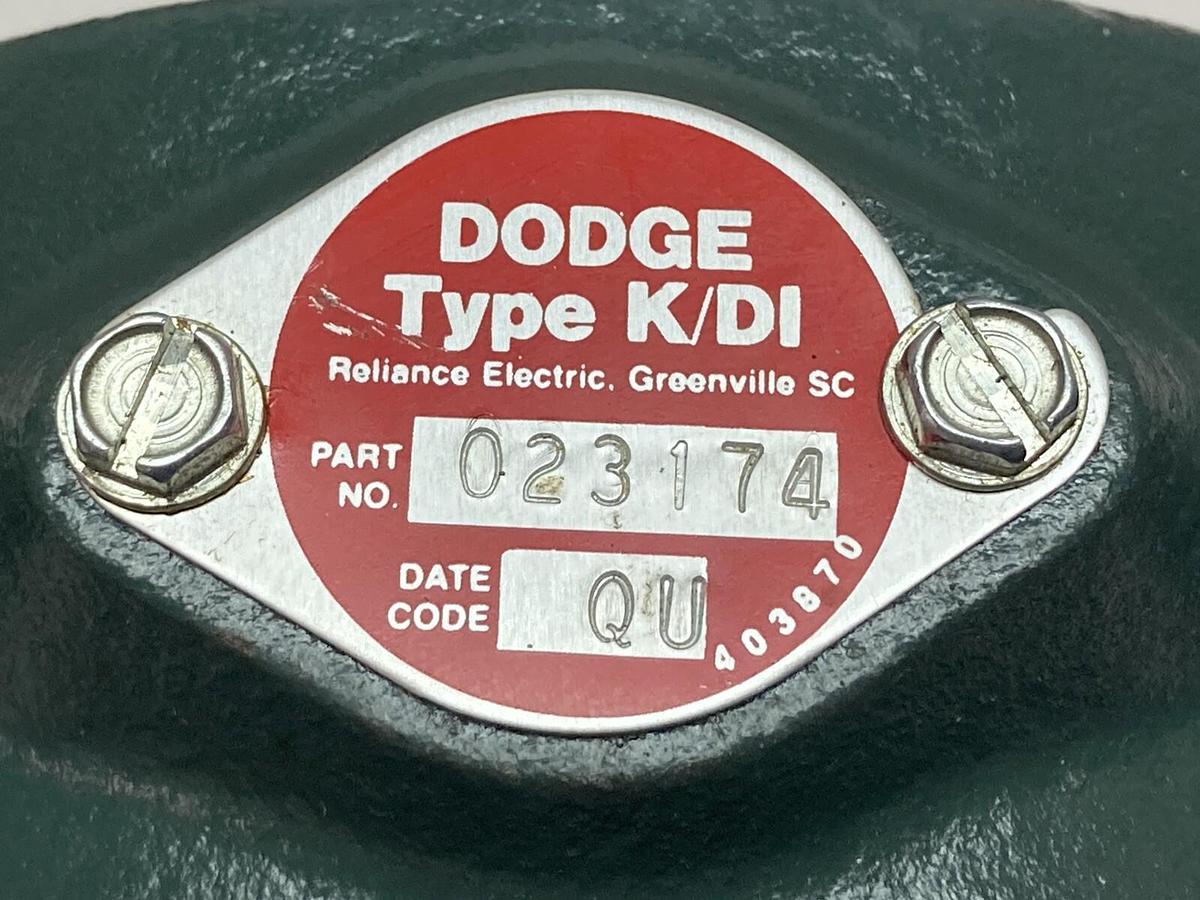 DODGE
Type K/DI
Reliance Electric. Greenville SC
PART NO. 023174
DATE CODE QU
403870